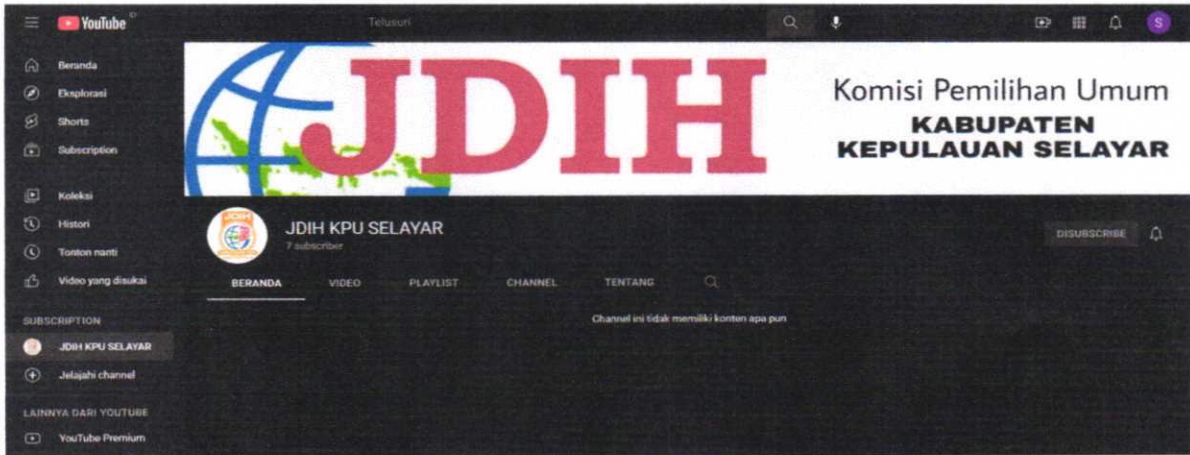 YouTube ID
Telusuri
S
Beranda
Eksplorasi
Shorts
Subscription
Koleksi
Histori
Tonton nanti
Video yang disukai
SUBSCRIPTION
JDIH KPU SELAYAR
Jelajahi channel
LAINNYA DARI YOUTUBE
YouTube Premium
JDIH
Komisi Pemilihan Umum
KABUPATEN
KEPULAUAN SELAYAR
JDIH
JDIH KPU SELAYAR
7 subscriber
DISUBSCRIBE
BERANDA VIDEO PLAYLIST CHANNEL TENTANG
Channel ini tidak memiliki konten apa pun